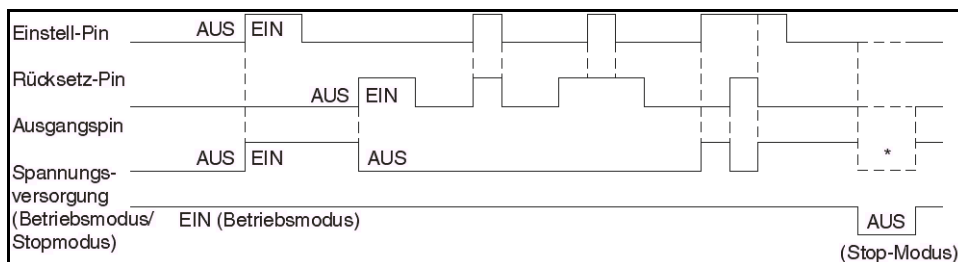 Einstell-Pin AUS EIN
Rücksetz-Pin
AUS EIN
Ausgangspin
AUS EIN AUS *
Spannungs-
versorgung
(Betriebsmodus/ EIN (Betriebsmodus) AUS
Stopmodus)
(Stop-Modus)